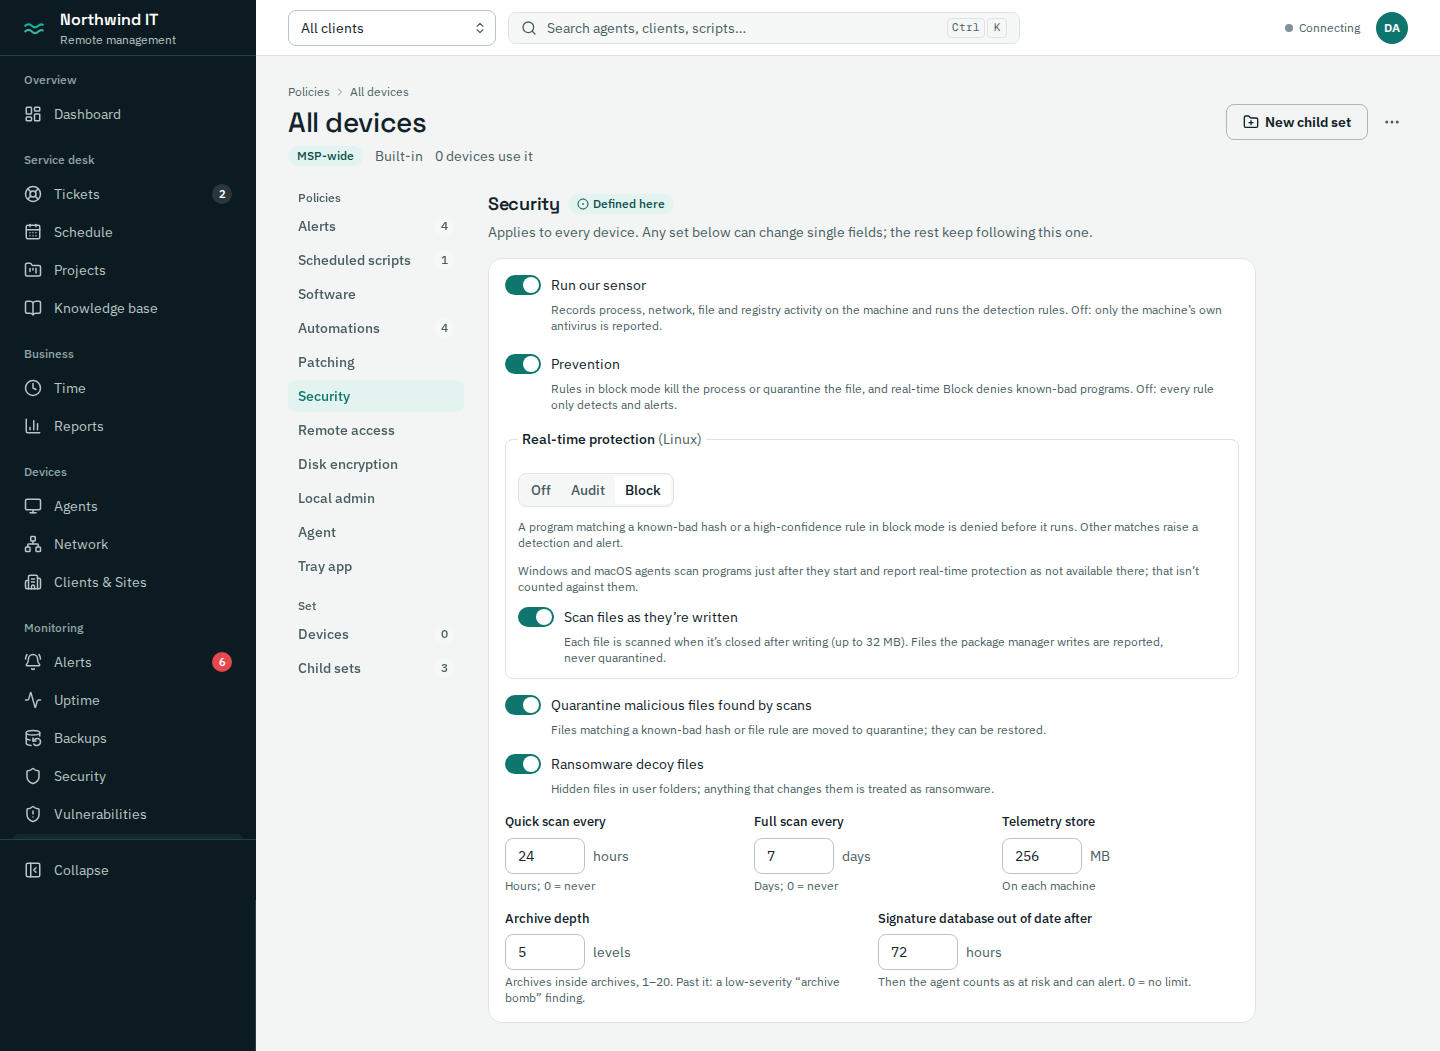 Northwind IT
Remote management
All clients
Search agents, clients, scripts...
Ctrl K
Connecting
DA
Overview
Dashboard
Service desk
Tickets 2
Schedule
Projects
Knowledge base
Business
Time
Reports
Devices
Agents
Network
Clients & Sites
Monitoring
Alerts 6
Uptime
Backups
Security
Vulnerabilities
Collapse
Policies > All devices
All devices
New child set
MSP-wide Built-in 0 devices use it
Policies
Alerts 4
Scheduled scripts 1
Software
Automations 4
Patching
Security
Remote access
Disk encryption
Local admin
Agent
Tray app
Set
Devices 0
Child sets 3
Security Defined here
Applies to every device. Any set below can change single fields; the rest keep following this one.
Run our sensor
Records process, network, file and registry activity on the machine and runs the detection rules. Off: only the machine’s own
antivirus is reported.
Prevention
Rules in block mode kill the process or quarantine the file, and real-time Block denies known-bad programs. Off: every rule
only detects and alerts.
Real-time protection (Linux)
Off Audit Block
A program matching a known-bad hash or a high-confidence rule in block mode is denied before it runs. Other matches raise a
detection and alert.
Windows and macOS agents scan programs just after they start and report real-time protection as not available there; that isn’t
counted against them.
Scan files as they’re written
Each file is scanned when it’s closed after writing (up to 32 MB). Files the package manager writes are reported,
never quarantined.
Quarantine malicious files found by scans
Files matching a known-bad hash or file rule are moved to quarantine; they can be restored.
Ransomware decoy files
Hidden files in user folders; anything that changes them is treated as ransomware.
Quick scan every
24 hours
Hours; 0 = never
Full scan every
7 days
Days; 0 = never
Telemetry store
256 MB
On each machine
Archive depth
5 levels
Archives inside archives, 1–20. Past it: a low-severity “archive
bomb” finding.
Signature database out of date after
72 hours
Then the agent counts as at risk and can alert. 0 = no limit.